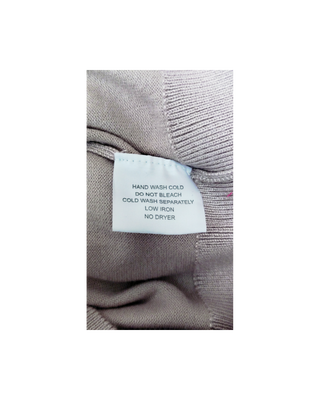 HAND WASH COLD
DO NOT BLEACH
COLD WASH SEPARATELY
LOW IRON
NO DRYER